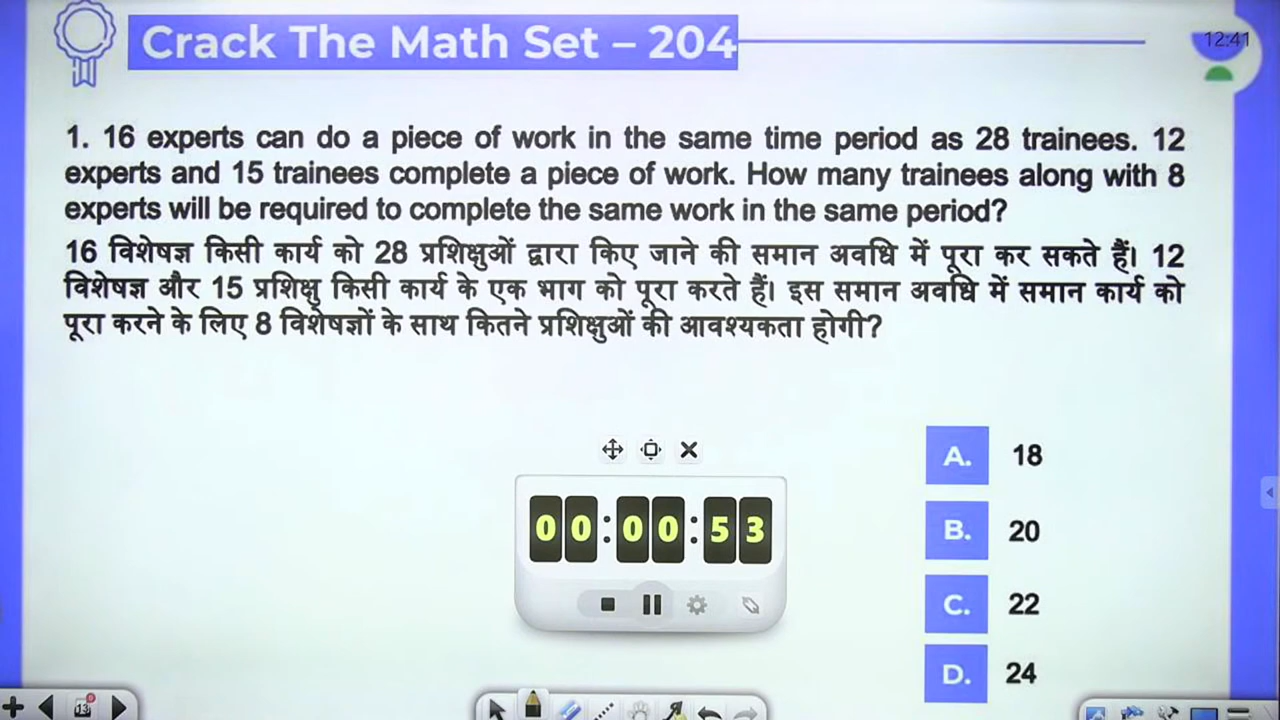 Crack The Math Set – 204
12:41
1. 16 experts can do a piece of work in the same time period as 28 trainees. 12
experts and 15 trainees complete a piece of work. How many trainees along with 8
experts will be required to complete the same work in the same period?
16 विशेषज्ञ किसी कार्य को 28 प्रशिक्षुओं द्वारा किए जाने की समान अवधि में पूरा कर सकते हैं। 12
विशेषज्ञ और 15 प्रशिक्षु किसी कार्य के एक भाग को पूरा करते हैं। इस समान अवधि में समान कार्य को
पूरा करने के लिए 8 विशेषज्ञों के साथ कितने प्रशिक्षुओं की आवश्यकता होगी?
A. 18
00:00:53
B. 20
C. 22
D. 24
13